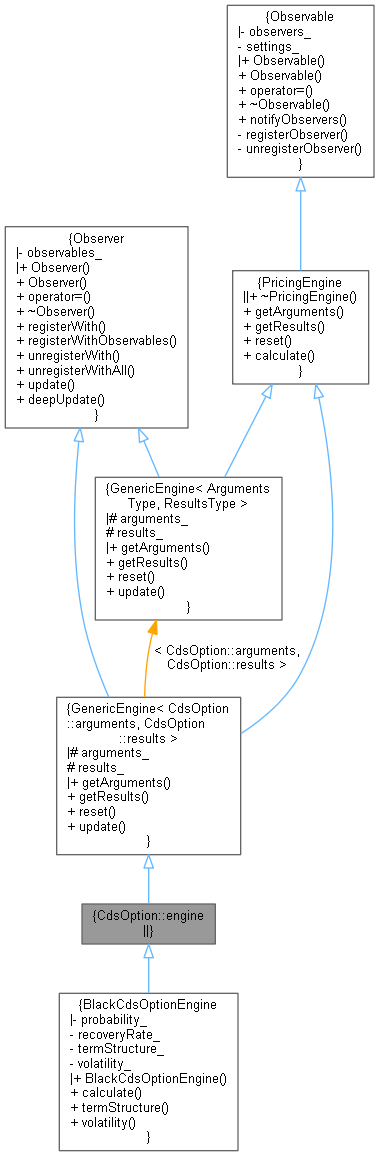 {Observable
|- observers_
- settings_
|+ Observable()
+ Observable()
+ operator=()
+ ~Observable()
+ notifyObservers()
- registerObserver()
- unregisterObserver()
}
{Observer
|- observables_
|+ Observer()
+ Observer()
+ operator=()
+ ~Observer()
+ registerWith()
+ registerWithObservables()
+ unregisterWith()
+ unregisterWithAll()
+ update()
+ deepUpdate()
}
{PricingEngine
||+ ~PricingEngine()
+ getArguments()
+ getResults()
+ reset()
+ calculate()
}
{GenericEngine< Arguments
Type, ResultsType >
|# arguments_
# results_
|+ getArguments()
+ getResults()
+ reset()
+ update()
}
< CdsOption::arguments,
CdsOption::results >
{GenericEngine< CdsOption
::arguments, CdsOption
::results >
|# arguments_
# results_
|+ getArguments()
+ getResults()
+ reset()
+ update()
}
{CdsOption::engine
||}
{BlackCdsOptionEngine
|- probability_
- recoveryRate_
- termStructure_
- volatility_
|+ BlackCdsOptionEngine()
+ calculate()
+ termStructure()
+ volatility()
}